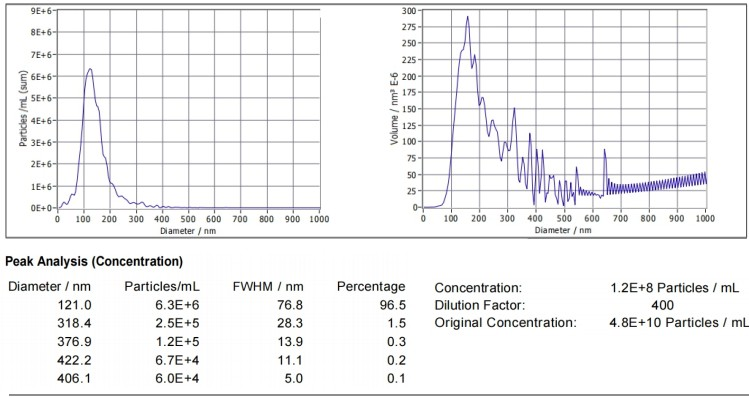 9E+6
8E+6
7E+6
6E+6
5E+6
4E+6
3E+6
2E+6
1E+6
0E+0
Particles /mL (sum)
0 100 200 300 400 500 600 700 800 900 1000
Diameter / nm
300
275
250
225
200
175
150
125
100
75
50
25
0
Volume / nm³ E-6
0 100 200 300 400 500 600 700 800 900 1000
Diameter / nm
Peak Analysis (Concentration)
Diameter / nm Particles/mL FWHM / nm Percentage
121.0 6.3E+6 76.8 96.5
318.4 2.5E+5 28.3 1.5
376.9 1.2E+5 13.9 0.3
422.2 6.7E+4 11.1 0.2
406.1 6.0E+4 5.0 0.1
Concentration: 1.2E+8 Particles / mL
Dilution Factor: 400
Original Concentration: 4.8E+10 Particles / mL